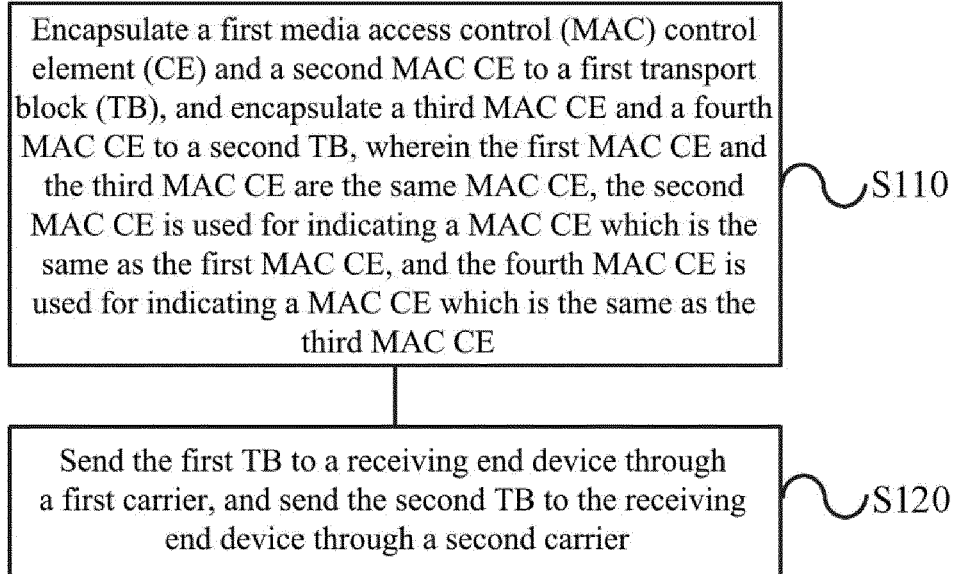 Encapsulate a first media access control (MAC) control
element (CE) and a second MAC CE to a first transport
block (TB), and encapsulate a third MAC CE and a fourth
MAC CE to a second TB, wherein the first MAC CE and
the third MAC CE are the same MAC CE, the second
MAC CE is used for indicating a MAC CE which is the
same as the first MAC CE, and the fourth MAC CE is
used for indicating a MAC CE which is the same as the
third MAC CE
S110
Send the first TB to a receiving end device through
a first carrier, and send the second TB to the receiving
end device through a second carrier
S120